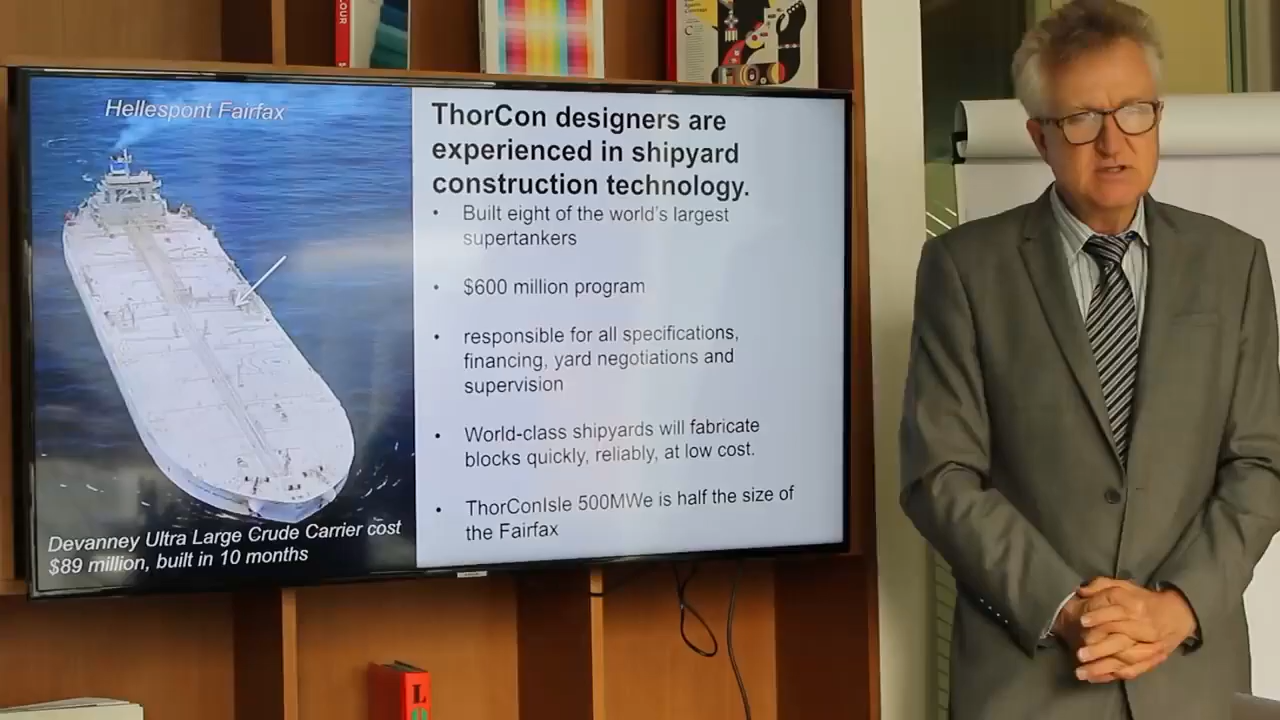 OUR
Hellespont Fairfax
ThorCon designers are
experienced in shipyard
construction technology.
• Built eight of the world's largest
supertankers
• $600 million program
• responsible for all specifications,
financing, yard negotiations and
supervision
• World-class shipyards will fabricate
blocks quickly, reliably, at low cost.
• ThorConIsle 500MWe is half the size of
the Fairfax
Devanney Ultra Large Crude Carrier cost
$89 million, built in 10 months
L